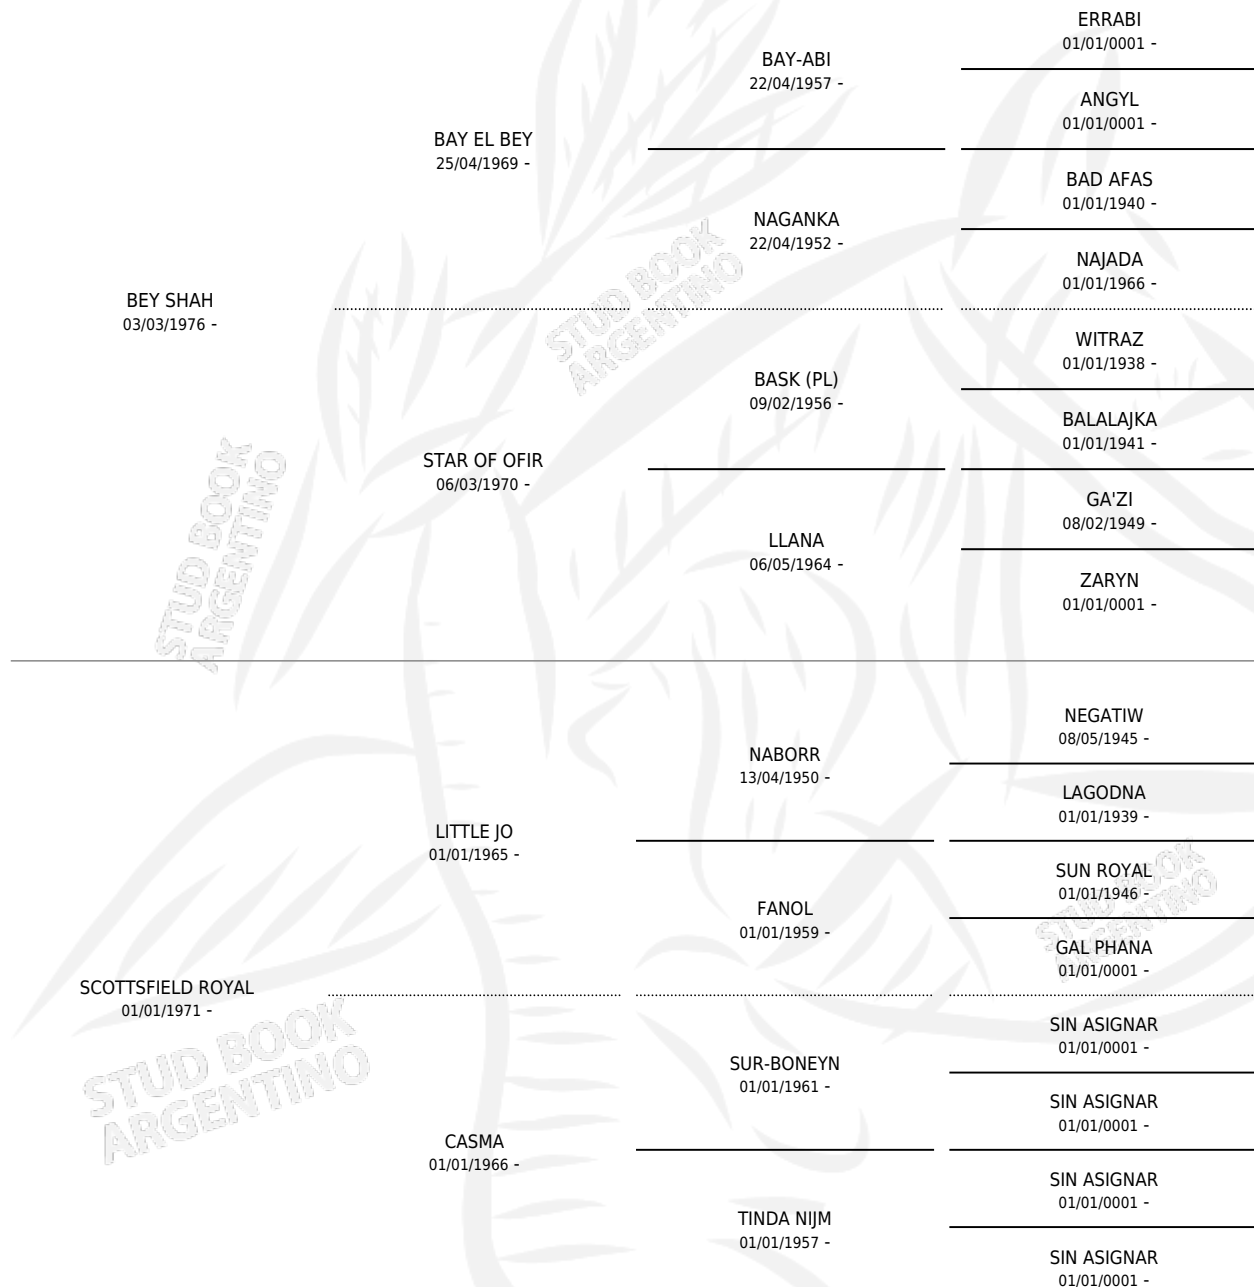 ERRABI
01/01/0001 -
BAY-ABI
22/04/1957 -
ANGYL
01/01/0001 -
BAY EL BEY
25/04/1969 -
BAD AFAS
01/01/1940 -
NAGANKA
22/04/1952 -
NAJADA
01/01/1966 -
BEY SHAH
03/03/1976 -
WITRAZ
01/01/1938 -
BASK (PL)
09/02/1956 -
BALALAJKA
01/01/1941 -
STAR OF OFIR
06/03/1970 -
GA'ZI
08/02/1949 -
LLANA
06/05/1964 -
ZARYN
01/01/0001 -
NEGATIW
08/05/1945 -
NABORR
13/04/1950 -
LAGODNA
01/01/1939 -
LITTLE JO
01/01/1965 -
SUN ROYAL
01/01/1946 -
FANOL
01/01/1959 -
GAL PHANA
01/01/0001 -
SCOTTSFIELD ROYAL
01/01/1971 -
SIN ASIGNAR
01/01/0001 -
SUR-BONEYN
01/01/1961 -
SIN ASIGNAR
01/01/0001 -
CASMA
01/01/1966 -
SIN ASIGNAR
01/01/0001 -
TINDA NIJM
01/01/1957 -
SIN ASIGNAR
01/01/0001 -
STUD BOOK
ARGENTINO
STUD BOOK
ARGENTINO
STUD BOOK
ARGENTINO
STUD BOOK
ARGENTINO